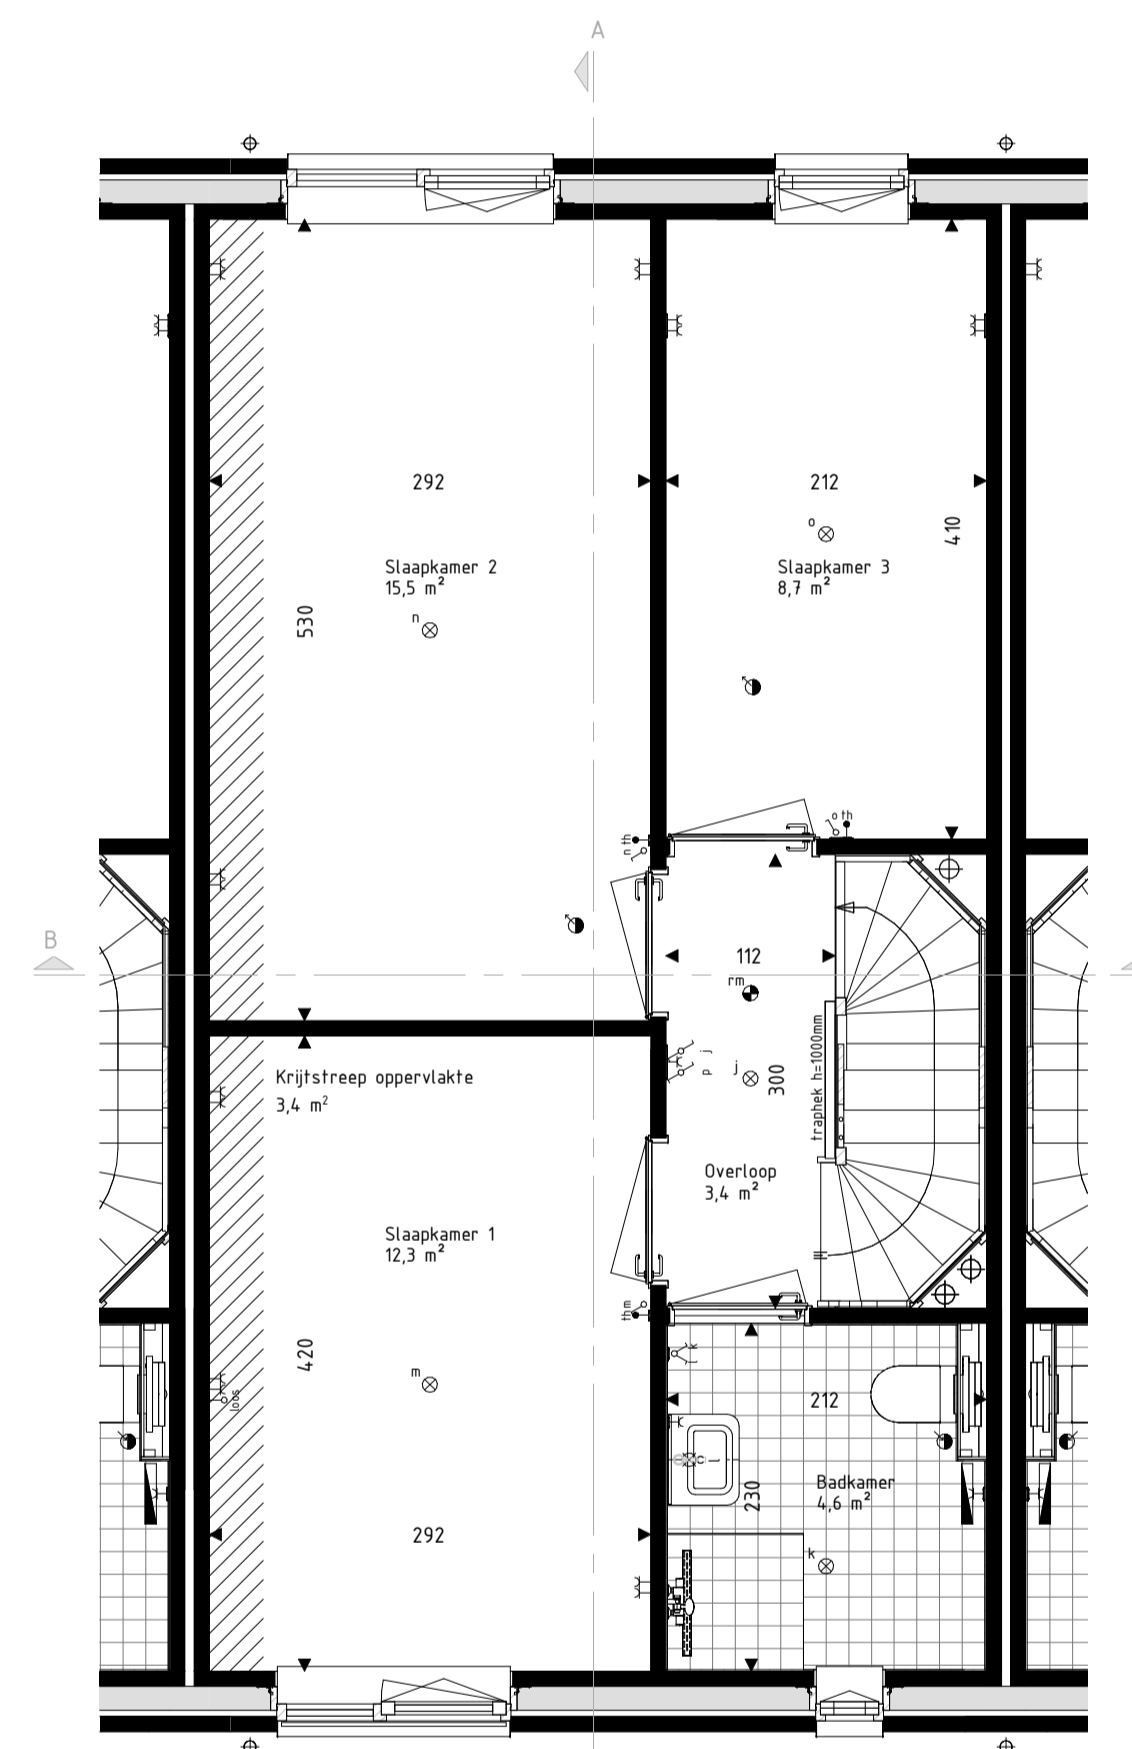 A
292
212
o
410
Slaapkamer 2
15,5 m²
Slaapkamer 3
8,7 m²
n
530
o th
n th
B
112
rm
j
p j
300
traphek h=1000mm
Krijtstreep oppervlakte
3,4 m²
Overloop
3,4 m²
Slaapkamer 1
12,3 m²
th m
l k
420
m
loos
212
c l
Badkamer
4,6 m²
230
292
k